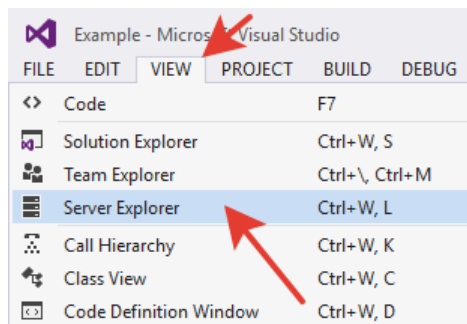 Example - Micros Visual Studio
FILE EDIT VIEW PROJECT BUILD DEBUG
Code F7
Solution Explorer Ctrl+W, S
Team Explorer Ctrl+\, Ctrl+M
Server Explorer Ctrl+W, L
Call Hierarchy Ctrl+W, K
Class View Ctrl+W, C
Code Definition Window Ctrl+W, D